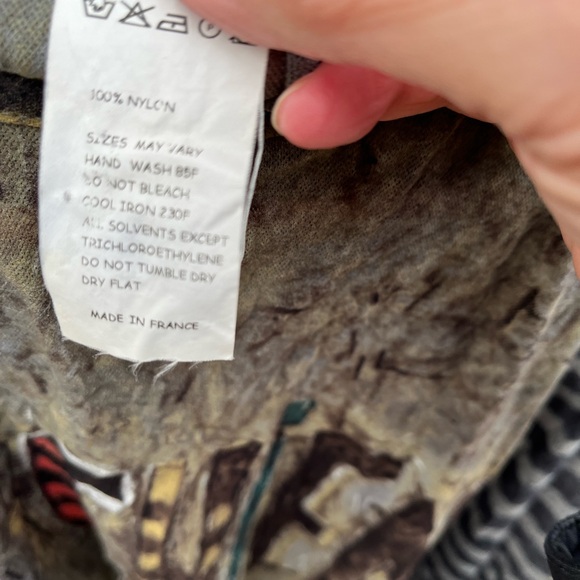 100% NYLON
SIZES MAY VARY
HAND WASH 85F
DO NOT BLEACH
COOL IRON 230F
ALL SOLVENTS EXCEPT
TRICHLOROETHYLENE
DO NOT TUMBLE DRY
DRY FLAT
MADE IN FRANCE